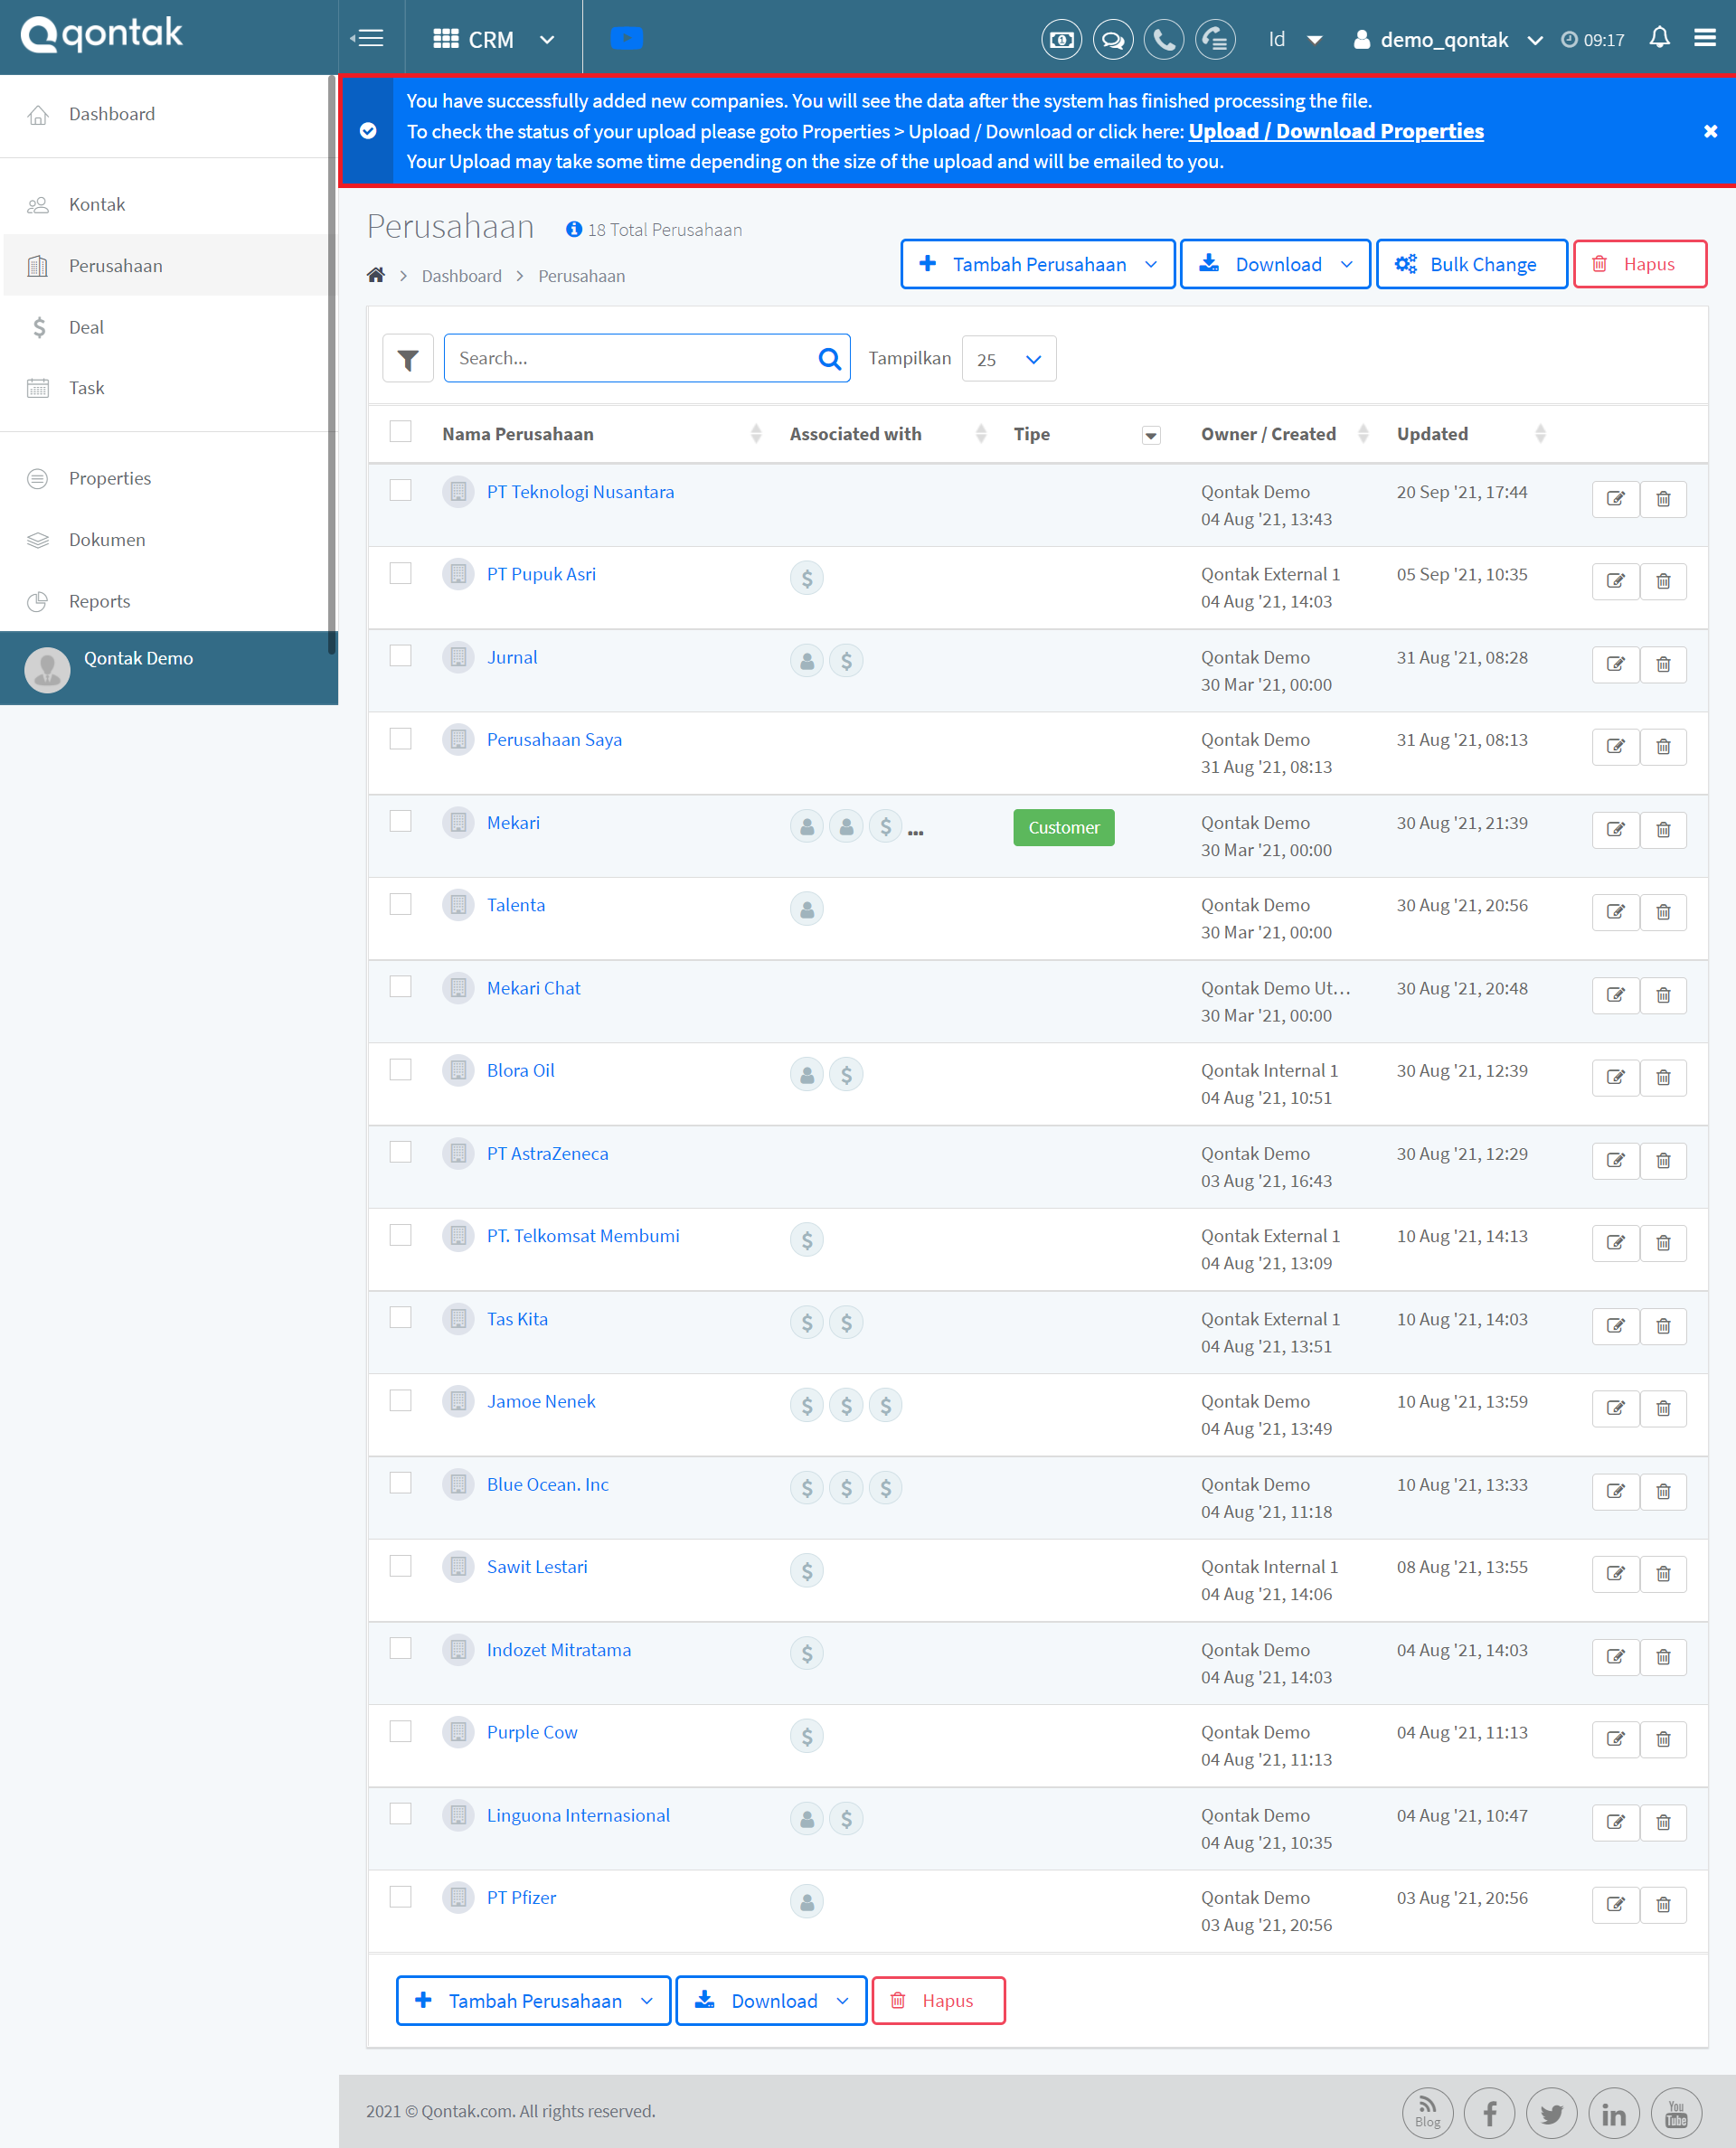 qontak
CRM
Id
demo_qontak
09:17
You have successfully added new companies. You will see the data after the system has finished processing the file.
To check the status of your upload please goto Properties > Upload / Download or click here: Upload / Download Properties
Your Upload may take some time depending on the size of the upload and will be emailed to you.
Dashboard
Kontak
Perusahaan
Deal
Task
Properties
Dokumen
Reports
Qontak Demo
Perusahaan
18 Total Perusahaan
Dashboard > Perusahaan
Tambah Perusahaan
Download
Bulk Change
Hapus
Search...
Tampilkan
25
Nama Perusahaan Associated with Tipe Owner / Created Updated
PT Teknologi Nusantara Qontak Demo 20 Sep '21, 17:44
04 Aug '21, 13:43
PT Pupuk Asri Qontak External 1 05 Sep '21, 10:35
04 Aug '21, 14:03
Jurnal Qontak Demo 31 Aug '21, 08:28
30 Mar '21, 00:00
Perusahaan Saya Qontak Demo 31 Aug '21, 08:13
31 Aug '21, 08:13
Mekari ... Customer Qontak Demo 30 Aug '21, 21:39
30 Mar '21, 00:00
Talenta Qontak Demo 30 Aug '21, 20:56
30 Mar '21, 00:00
Mekari Chat Qontak Demo Ut... 30 Aug '21, 20:48
30 Mar '21, 00:00
Blora Oil Qontak Internal 1 30 Aug '21, 12:39
04 Aug '21, 10:51
PT AstraZeneca Qontak Demo 30 Aug '21, 12:29
03 Aug '21, 16:43
PT. Telkomsat Membumi Qontak External 1 10 Aug '21, 14:13
04 Aug '21, 13:09
Tas Kita Qontak External 1 10 Aug '21, 14:03
04 Aug '21, 13:51
Jamoe Nenek Qontak Demo 10 Aug '21, 13:59
04 Aug '21, 13:49
Blue Ocean. Inc Qontak Demo 10 Aug '21, 13:33
04 Aug '21, 11:18
Sawit Lestari Qontak Internal 1 08 Aug '21, 13:55
04 Aug '21, 14:06
Indozet Mitratama Qontak Demo 04 Aug '21, 14:03
04 Aug '21, 14:03
Purple Cow Qontak Demo 04 Aug '21, 11:13
04 Aug '21, 11:13
Linguona Internasional Qontak Demo 04 Aug '21, 10:47
04 Aug '21, 10:35
PT Pfizer Qontak Demo 03 Aug '21, 20:56
03 Aug '21, 20:56
Tambah Perusahaan
Download
Hapus
2021 © Qontak.com. All rights reserved.
Blog
You
Tube